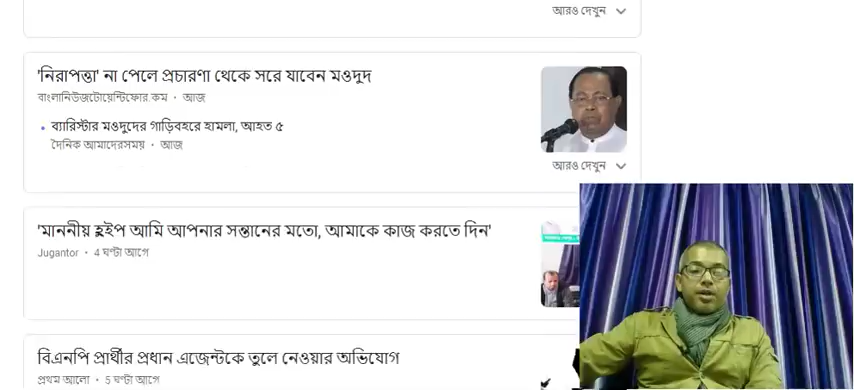 আরও দেখুন
'নিরাপত্তা' না পেলে প্রচারণা থেকে সরে যাবেন মওদুদ
বাংলানিউজটোয়েন্টিফোর.কম · আজ
• ব্যারিস্টার মওদুদের গাড়িবহরে হামলা, আহত ৫
দৈনিক আমাদেরসময় · আজ
আরও দেখুন
'মাননীয় হুইপ আমি আপনার সন্তানের মতো, আমাকে কাজ করতে দিন'
Jugantor · 4 ঘণ্টা আগে
বিএনপি প্রার্থীর প্রধান এজেন্টকে তুলে নেওয়ার অভিযোগ
প্রথম আলো · 5 ঘণ্টা আগে